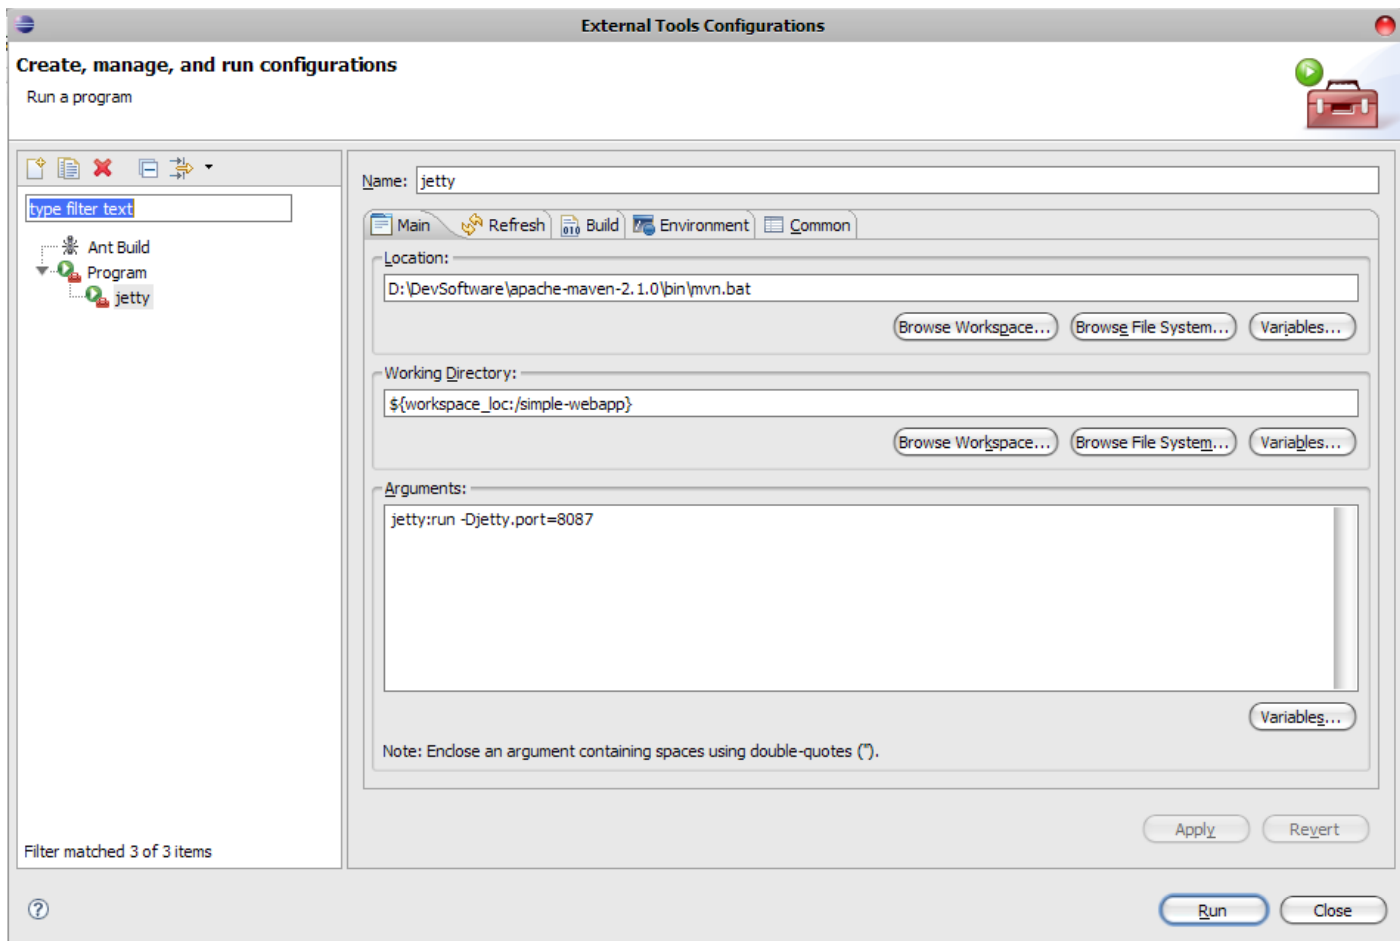 External Tools Configurations
Create, manage, and run configurations
Run a program
type filter text
Ant Build
Program
jetty
Filter matched 3 of 3 items
Name: jetty
Main Refresh Build Environment Common
Location:
D:\DevSoftware\apache-maven-2.1.0\bin\mvn.bat
Browse Workspace... Browse File System... Variables...
Working Directory:
${workspace_loc:/simple-webapp}
Browse Workspace... Browse File System... Variables...
Arguments:
jetty:run -Djetty.port=8087
Variables...
Note: Enclose an argument containing spaces using double-quotes (").
Apply Revert
Run Close